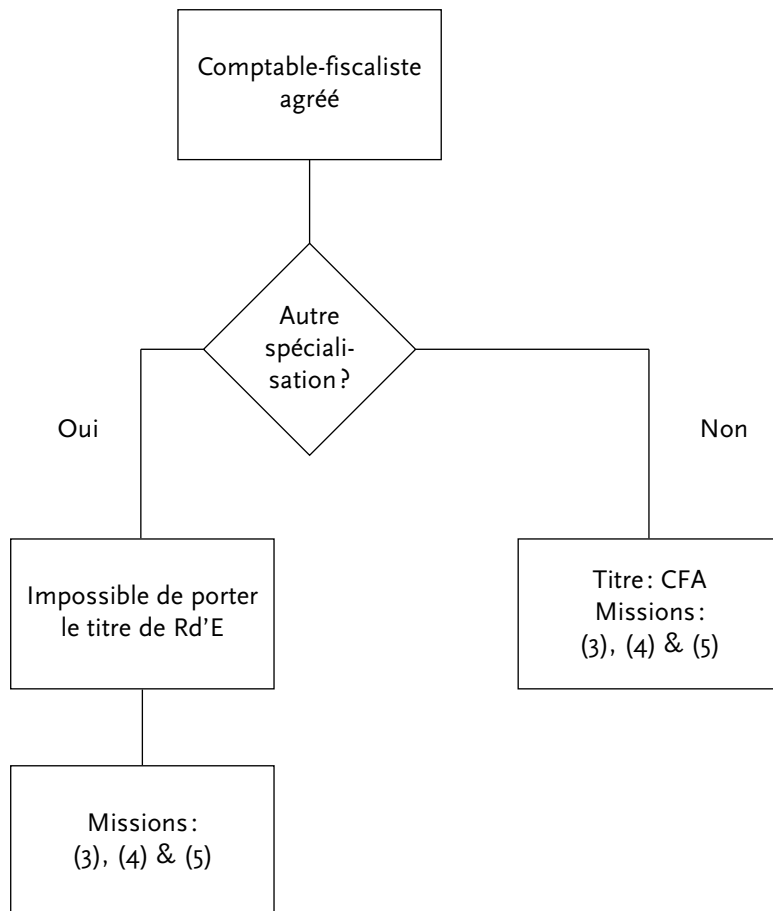 Comptable-fiscaliste
agréé
Autre
spéciali-
sation ?
Oui
Non
Impossible de porter
le titre de Rd’E
Titre : CFA
Missions :
(3), (4) & (5)
Missions :
(3), (4) & (5)